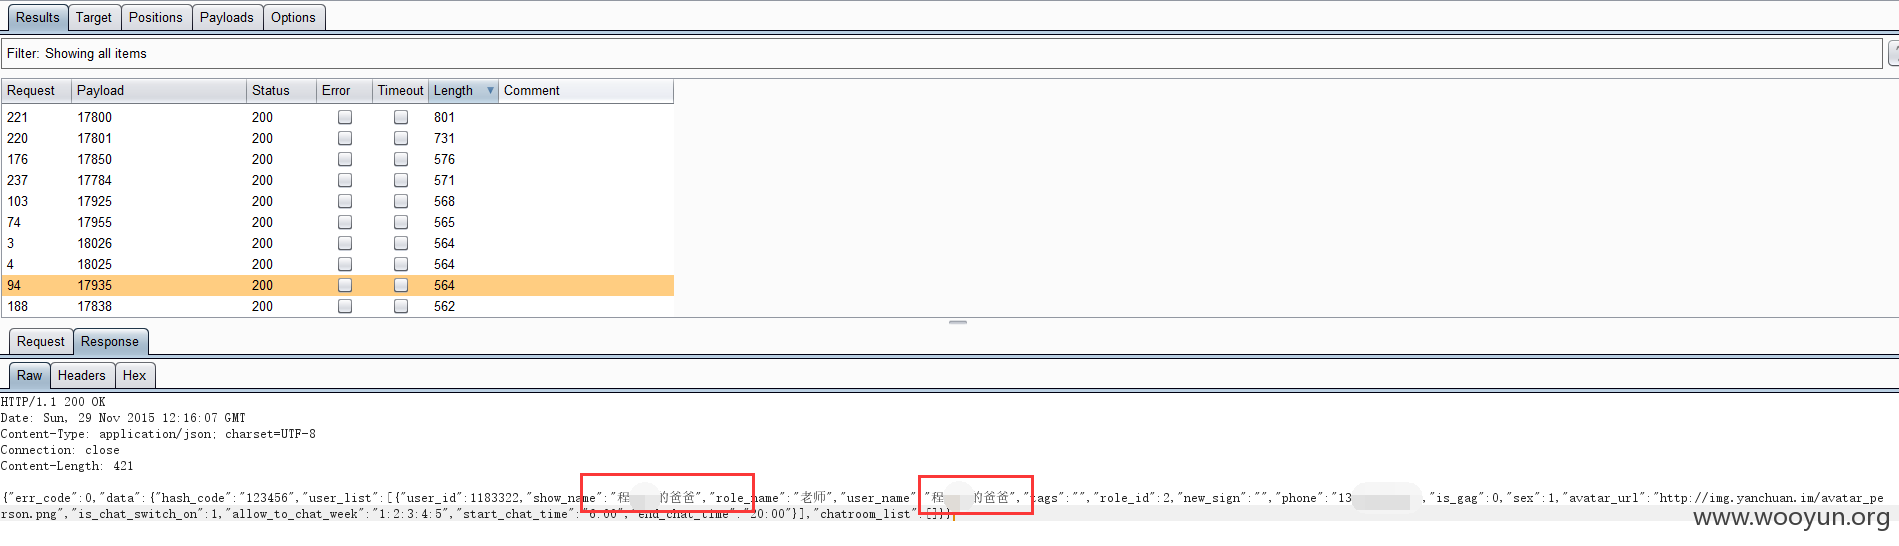 Results Target Positions Payloads Options
Filter: Showing all items
Request Payload Status Error Timeout Length Comment
221 17800 200 801
220 17801 200 731
176 17850 200 576
237 17784 200 571
103 17925 200 568
74 17955 200 565
3 18026 200 564
4 18025 200 564
94 17935 200 564
188 17838 200 562
Request Response
Raw Headers Hex
HTTP/1.1 200 OK
Date: Sun, 29 Nov 2015 12:16:07 GMT
Content-Type: application/json; charset=UTF-8
Connection: close
Content-Length: 421
{"err_code":0,"data":{"hash_code":"123456","user_list":[{"user_id":1183322,"show_name":"程 的爸爸","role_name":"老师","user_name":"程 的爸爸","tags":"","role_id":2,"new_sign":"","phone":"13 ,"is_gag":0,"sex":1,"avatar_url":"http://img.yanchuan.im/avatar_pe
rson.png","is_chat_switch_on":1,"allow_to_chat_week":"1:2:3:4:5","start_chat_time":"6:00","end_chat_time":"20:00"}],"chatroom_list":[]}}
www.wooyun.org